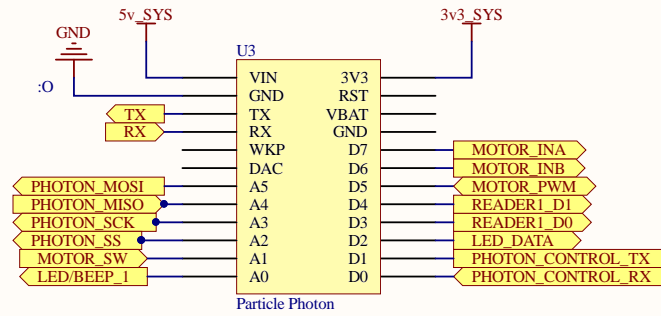 5v_SYS
3v3_SYS
GND
U3
:O
VIN 3V3
GND RST
TX TX VBAT
RX RX GND
WKP D7 MOTOR_INA
DAC D6 MOTOR_INB
PHOTON_MOSI A5 D5 MOTOR_PWM
PHOTON_MISO A4 D4 READER1_D1
PHOTON_SCK A3 D3 READER1_D0
PHOTON_SS A2 D2 LED_DATA
MOTOR_SW A1 D1 PHOTON_CONTROL_TX
LED/BEEP_1 A0 D0 PHOTON_CONTROL_RX
Particle Photon